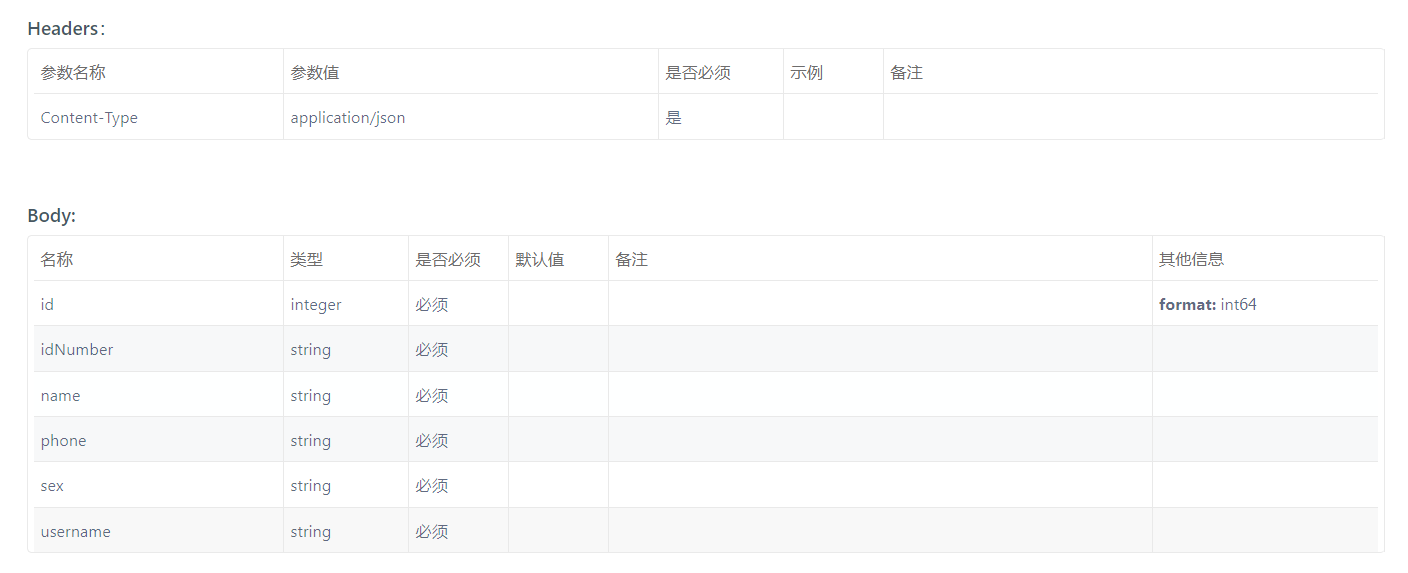 Headers：
参数名称 参数值 是否必须 示例 备注
Content-Type application/json 是
Body:
名称 类型 是否必须 默认值 备注 其他信息
id integer 必须 format: int64
idNumber string 必须
name string 必须
phone string 必须
sex string 必须
username string 必须